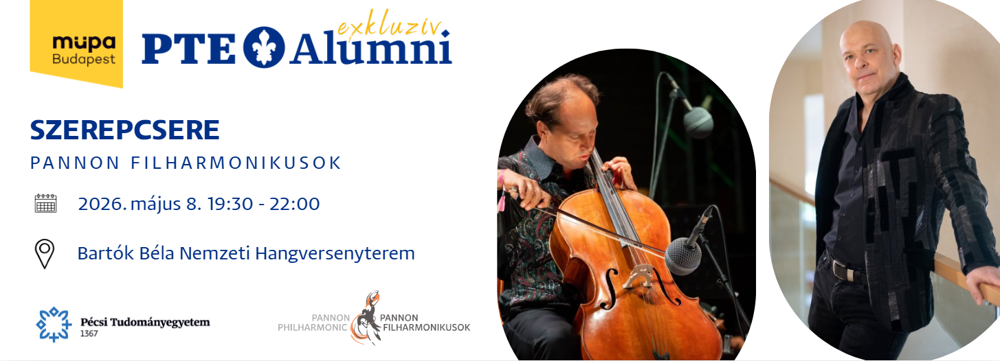 mupa
Budapest
PTE Alumni
exkluzív
SZEREPCSERE
PANNON FILHARMONIKUSOK
2026. május 8. 19:30 - 22:00
Bartók Béla Nemzeti Hangversenyterem
Pécsi Tudományegyetem
1367
PANNON
PHILHARMONIC
PANNON
FILHARMONIKUSOK